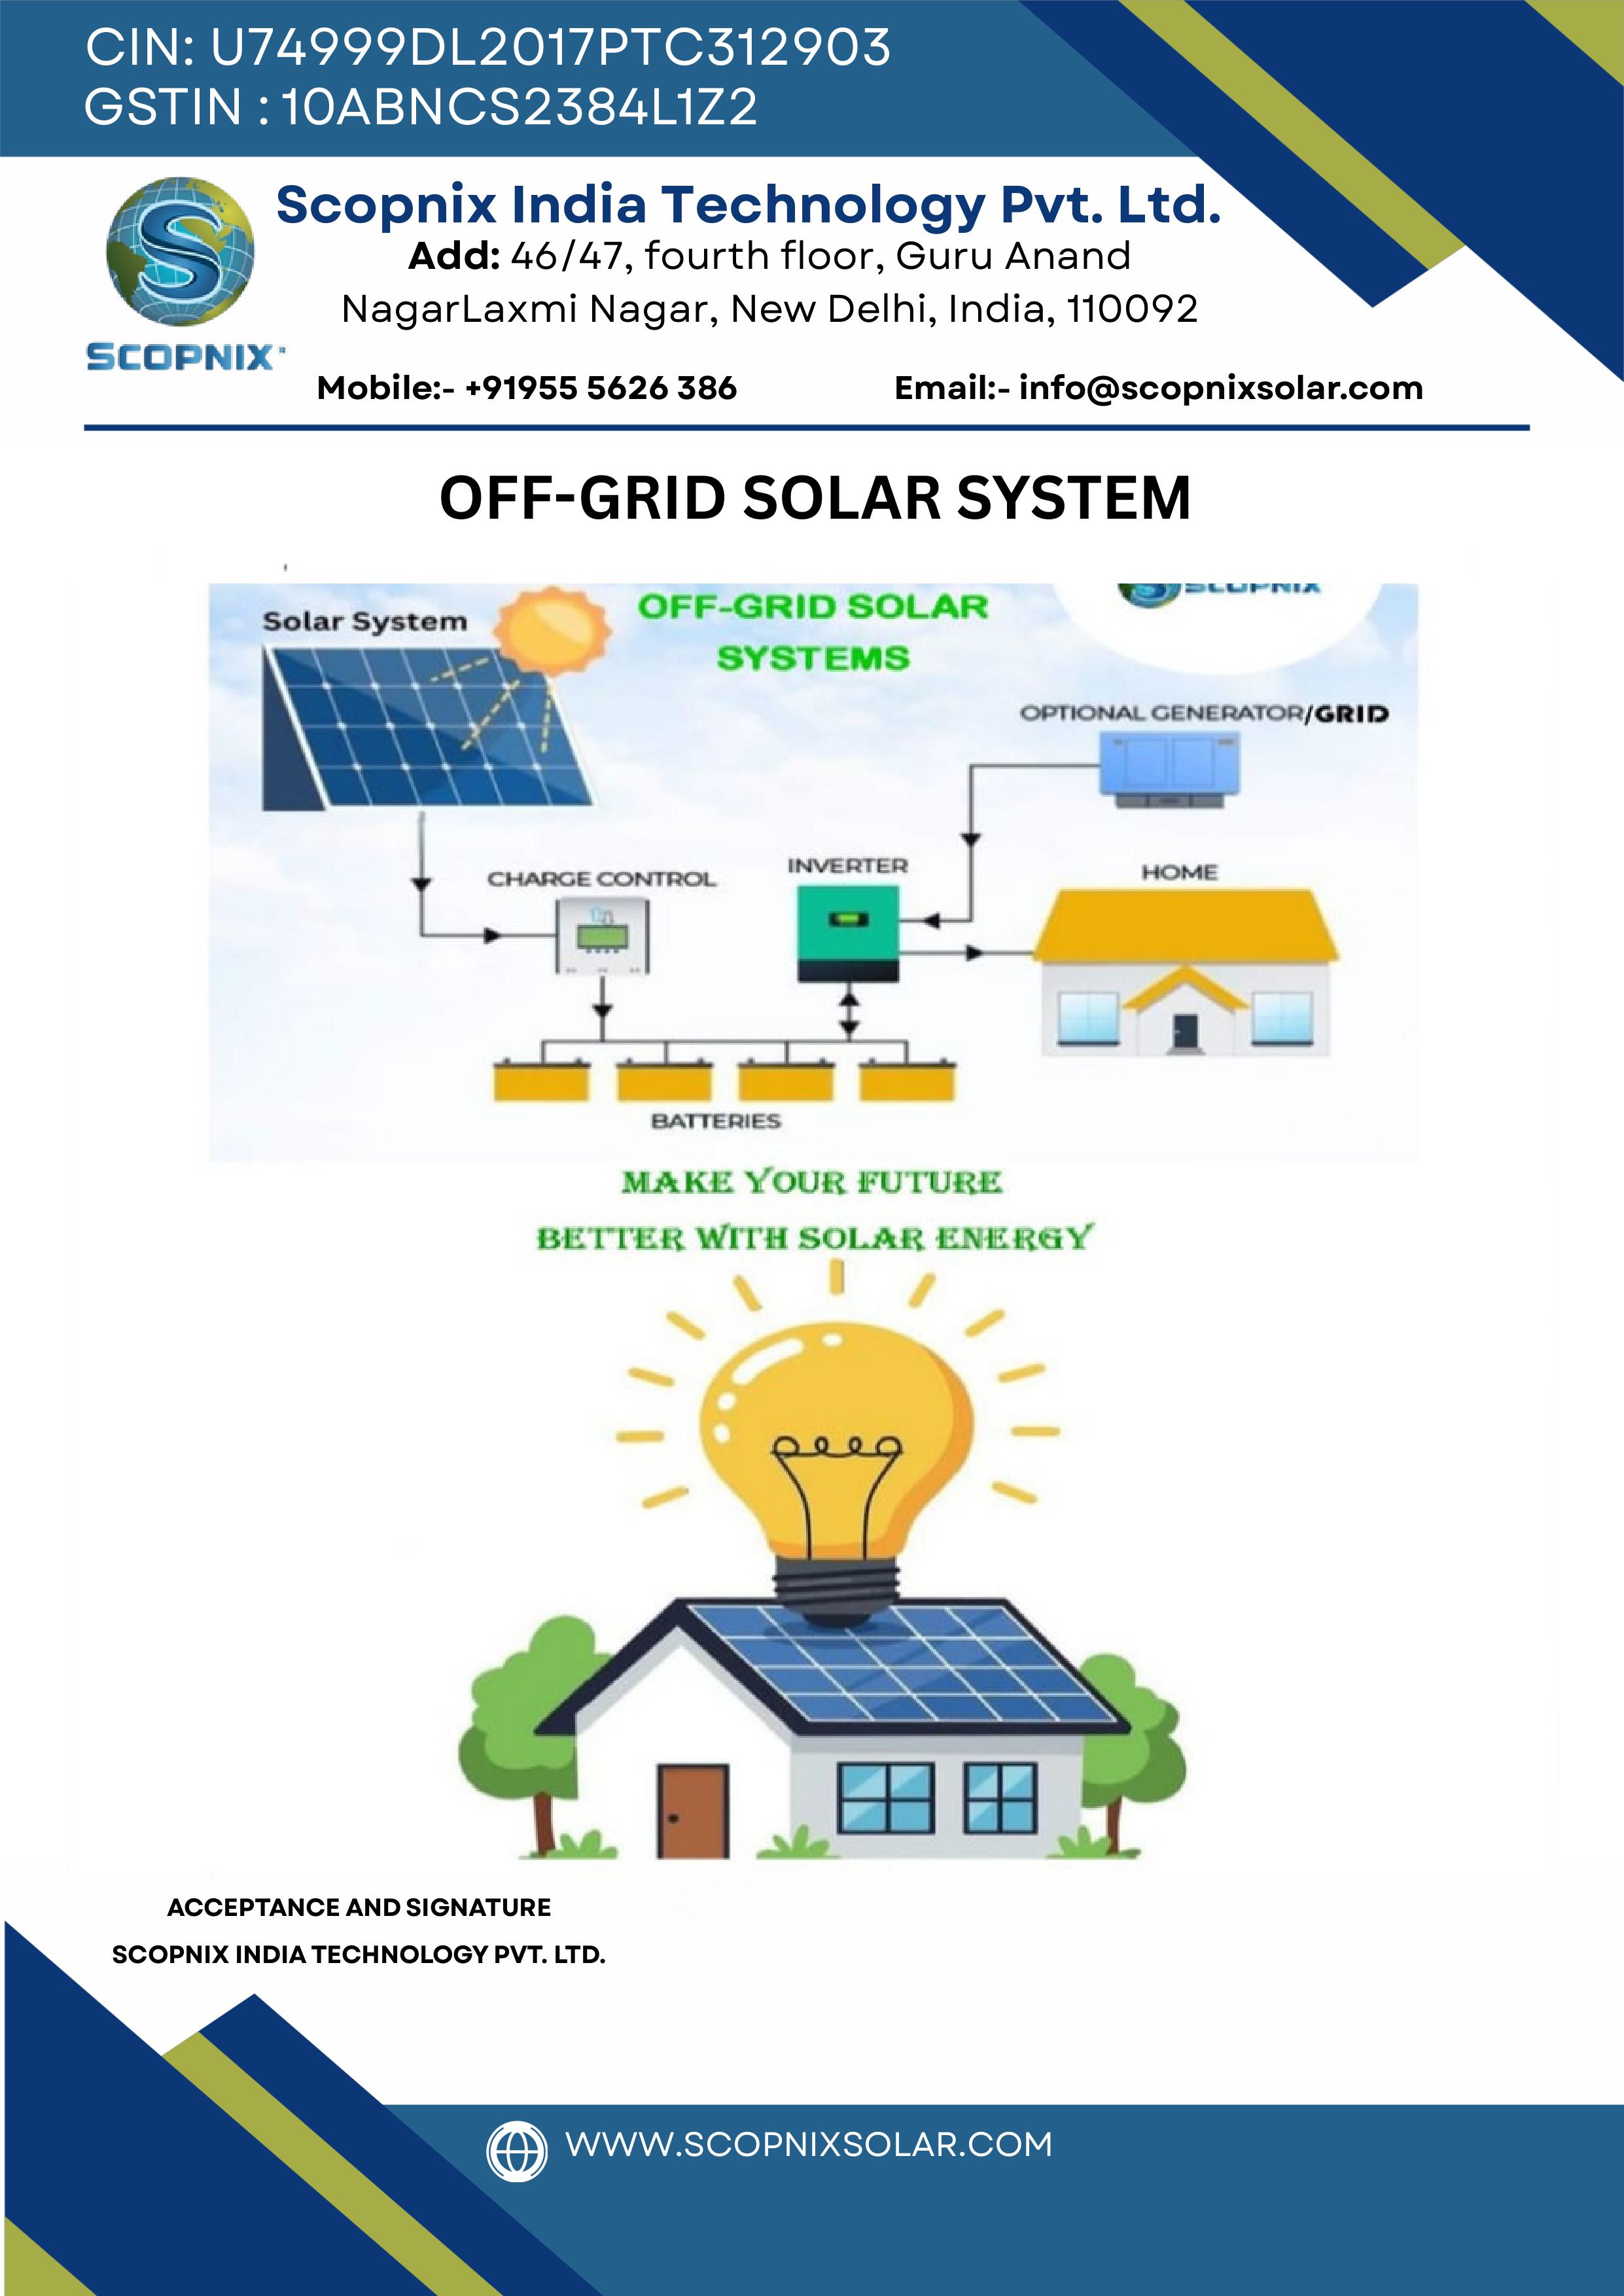 CIN: U74999DL2017PTC312903
GSTIN : 10ABNCS2384L1Z2
Scopnix India Technology Pvt. Ltd.
Add: 46/47, fourth floor, Guru Anand
NagarLaxmi Nagar, New Delhi, India, 110092
SCOPNIX
Mobile:- +91955 5626 386
Email:- info@scopnixsolar.com
OFF-GRID SOLAR SYSTEM
SCOPNIX
Solar System
OFF-GRID SOLAR
SYSTEMS
OPTIONAL GENERATOR/GRID
CHARGE CONTROL
INVERTER
HOME
BATTERIES
MAKE YOUR FUTURE
BETTER WITH SOLAR ENERGY
ACCEPTANCE AND SIGNATURE
SCOPNIX INDIA TECHNOLOGY PVT. LTD.
WWW.SCOPNIXSOLAR.COM